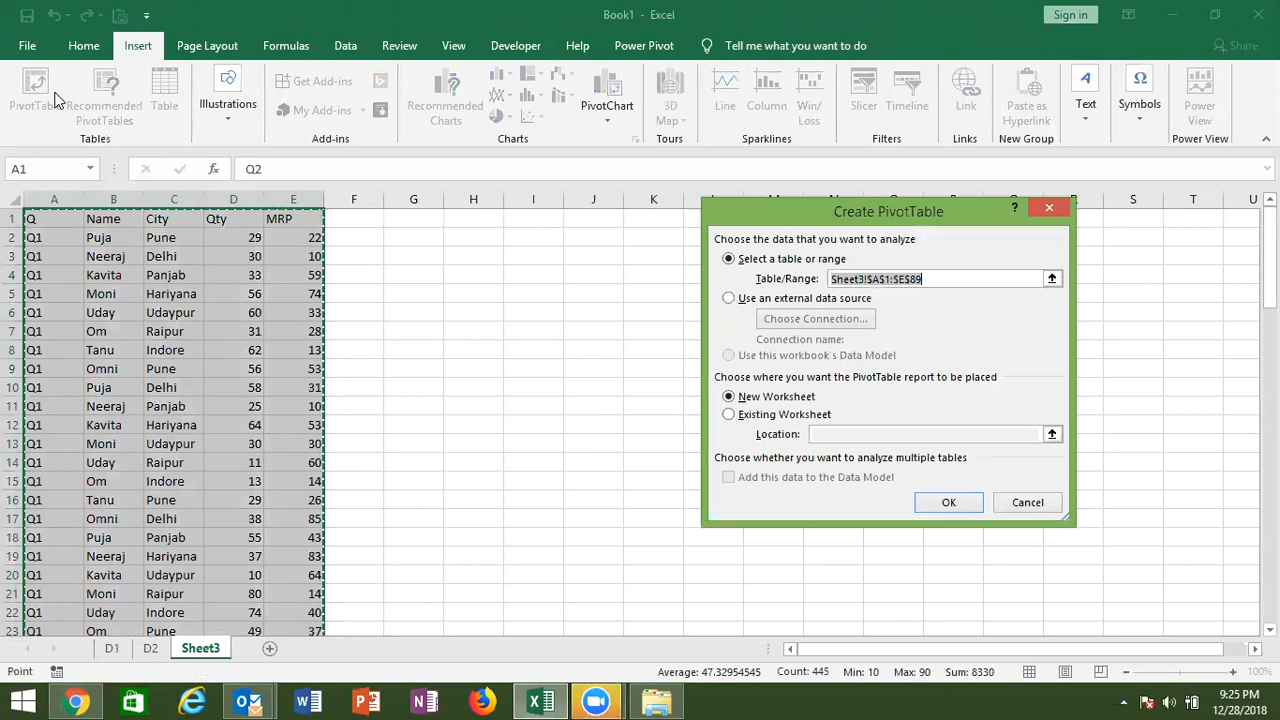 Book1 - Excel
Sign in
File Home Insert Page Layout Formulas Data Review View Developer Help Power Pivot Tell me what you want to do Share
PivotTable
Recommended PivotTables
Table
Illustrations
Get Add-ins
My Add-ins
Recommended Charts
PivotChart
3D Map
Line
Column
Win/ Loss
Slicer
Timeline
Link
Paste as Hyperlink
Text
Symbols
Power View
Tables Add-ins Charts Tours Sparklines Filters Links New Group Power View
A1 fx Q2
A B C D E F G H I J K S T U
1 Q Name City Qty MRP
2 Q1 Puja Pune 29 22
3 Q1 Neeraj Delhi 30 10
4 Q1 Kavita Panjab 33 59
5 Q1 Moni Hariyana 56 74
6 Q1 Uday Udaypur 60 33
7 Q1 Om Raipur 31 28
8 Q1 Tanu Indore 62 13
9 Q1 Omni Pune 56 53
10 Q1 Puja Delhi 58 31
11 Q1 Neeraj Panjab 25 10
12 Q1 Kavita Hariyana 64 53
13 Q1 Moni Udaypur 30 30
14 Q1 Uday Raipur 11 60
15 Q1 Om Indore 13 14
16 Q1 Tanu Pune 29 26
17 Q1 Omni Delhi 38 85
18 Q1 Puja Panjab 55 43
19 Q1 Neeraj Hariyana 37 83
20 Q1 Kavita Udaypur 10 64
21 Q1 Moni Raipur 80 14
22 Q1 Uday Indore 74 40
23 Q1 Om Pune 49 37
Create PivotTable ?
Choose the data that you want to analyze
Select a table or range
Table/Range: Sheet3!$A$1:$E$89
Use an external data source
Choose Connection...
Connection name:
Use this workbook's Data Model
Choose where you want the PivotTable report to be placed
New Worksheet
Existing Worksheet
Location:
Choose whether you want to analyze multiple tables
Add this data to the Data Model
OK Cancel
D1 D2 Sheet3
Point Average: 47.32954545 Count: 445 Min: 10 Max: 90 Sum: 8330 100%
9:25 PM
12/28/2018